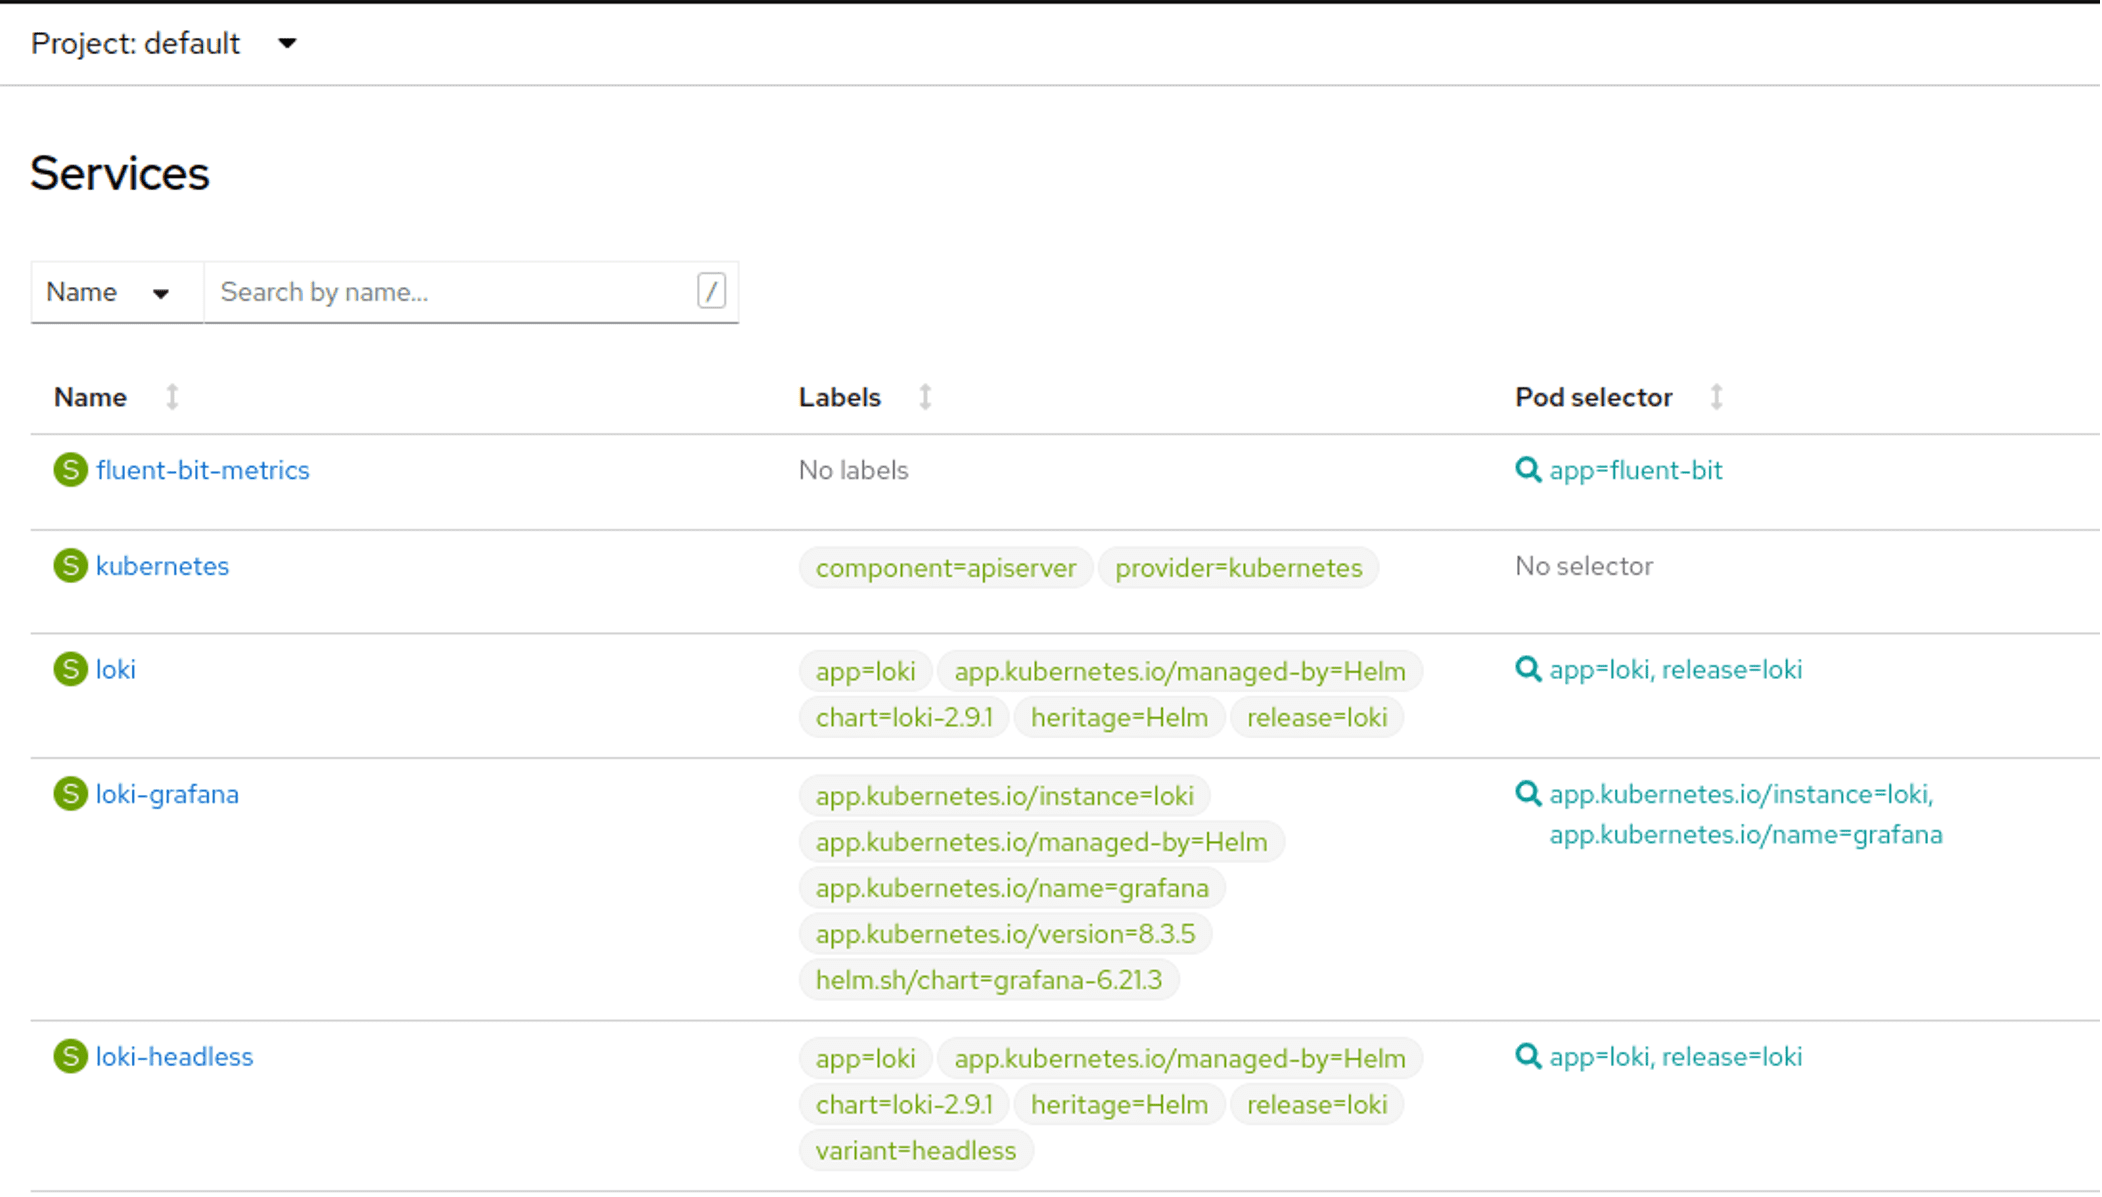 Project: default
Services
Name Search by name... /
Name Labels Pod selector
S fluent-bit-metrics No labels app=fluent-bit
S kubernetes component=apiserver provider=kubernetes No selector
S loki app=loki app.kubernetes.io/managed-by=Helm app=loki, release=loki
chart=loki-2.9.1 heritage=Helm release=loki
S loki-grafana app.kubernetes.io/instance=loki app.kubernetes.io/instance=loki,
app.kubernetes.io/managed-by=Helm app.kubernetes.io/name=grafana
app.kubernetes.io/name=grafana
app.kubernetes.io/version=8.3.5
helm.sh/chart=grafana-6.21.3
S loki-headless app=loki app.kubernetes.io/managed-by=Helm app=loki, release=loki
chart=loki-2.9.1 heritage=Helm release=loki
variant=headless